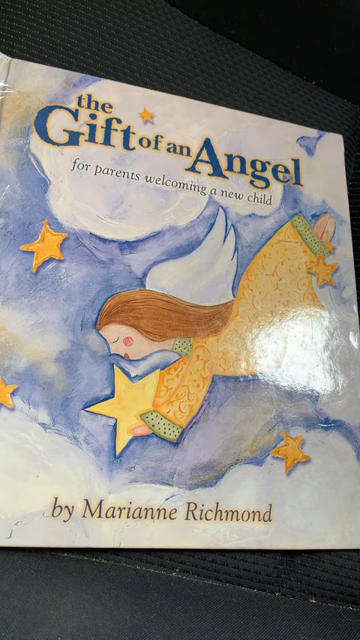 the
Gift of an Angel
for parents welcoming a new child
by Marianne Richmond